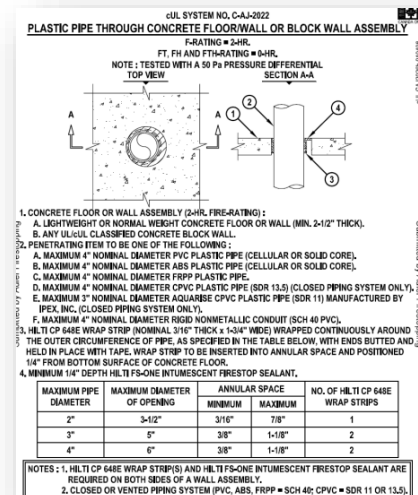 cUL SYSTEM NO. C-AJ-2022
PLASTIC PIPE THROUGH CONCRETE FLOOR/WALL OR BLOCK WALL ASSEMBLY
F-RATING = 2-HR.
FT, FH AND FTH-RATING = 0-HR.
NOTE : TESTED WITH A 50 Pa PRESSURE DIFFERENTIAL
TOP VIEW
SECTION A-A
A
A
1
2
3
4
1. CONCRETE FLOOR OR WALL ASSEMBLY (2-HR. FIRE-RATING) :
A. LIGHTWEIGHT OR NORMAL WEIGHT CONCRETE FLOOR OR WALL (MIN. 2-1/2" THICK).
B. ANY UL/cUL CLASSIFIED CONCRETE BLOCK WALL.
2. PENETRATING ITEM TO BE ONE OF THE FOLLOWING :
A. MAXIMUM 4" NOMINAL DIAMETER PVC PLASTIC PIPE (CELLULAR OR SOLID CORE).
B. MAXIMUM 4" NOMINAL DIAMETER ABS PLASTIC PIPE (CELLULAR OR SOLID CORE).
C. MAXIMUM 4" NOMINAL DIAMETER FRPP PLASTIC PIPE.
D. MAXIMUM 4" NOMINAL DIAMETER CPVC PLASTIC PIPE (SDR 13.5) (CLOSED PIPING SYSTEM ONLY).
E. MAXIMUM 3" NOMINAL DIAMETER AQUARISE CPVC PLASTIC PIPE (SDR 11) MANUFACTURED BY
IPEX, INC. (CLOSED PIPING SYSTEM ONLY).
F. MAXIMUM 4" NOMINAL DIAMETER RIGID NONMETALLIC CONDUIT (SCH 40 PVC).
3. HILTI CP 648E WRAP STRIP (NOMINAL 3/16" THICK x 1-3/4" WIDE) WRAPPED CONTINUOUSLY AROUND
THE OUTER CIRCUMFERENCE OF PIPE, AS SPECIFIED IN THE TABLE BELOW, WITH ENDS BUTTED AND
HELD IN PLACE WITH TAPE. WRAP STRIP TO BE INSERTED INTO ANNULAR SPACE AND POSITIONED
1/4" FROM BOTTOM SURFACE OF CONCRETE FLOOR.
4. MINIMUM 1/4" DEPTH HILTI FS-ONE INTUMESCENT FIRESTOP SEALANT.
MAXIMUM PIPE DIAMETER MAXIMUM DIAMETER OF OPENING ANNULAR SPACE NO. OF HILTI CP 648E WRAP STRIPS
MINIMUM MAXIMUM
2" 3-1/2" 3/16" 7/8" 1
3" 5" 3/8" 1-1/8" 2
4" 6" 3/8" 1-1/8" 2
NOTES : 1. HILTI CP 648E WRAP STRIP(S) AND HILTI FS-ONE INTUMESCENT FIRESTOP SEALANT ARE
REQUIRED ON BOTH SIDES OF A WALL ASSEMBLY.
2. CLOSED OR VENTED PIPING SYSTEM (PVC, ABS, FRPP = SCH 40; CPVC = SDR 11 OR 13.5).